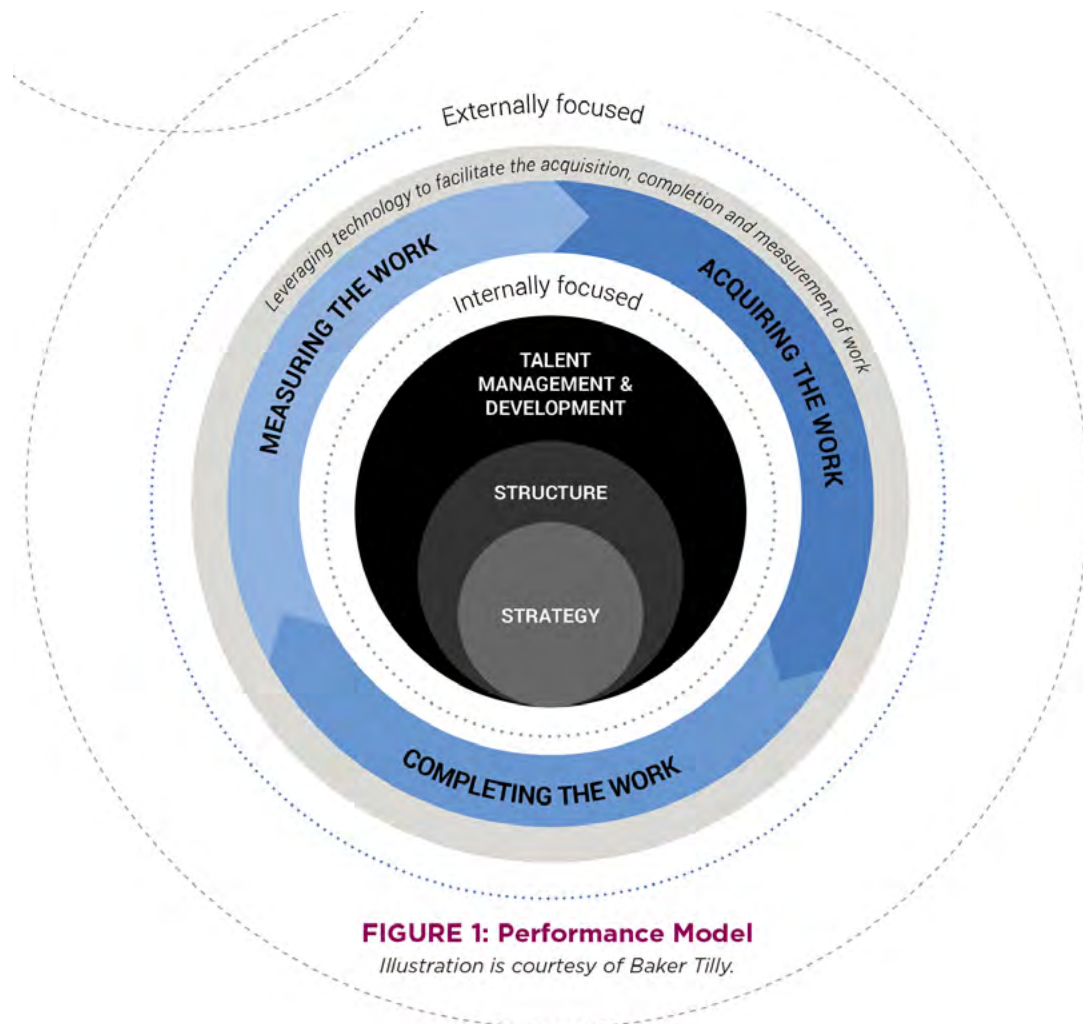 Externally focused
Leveraging technology to facilitate the acquisition, completion and measurement of work
MEASURING THE WORK
ACQUIRING THE WORK
Internally focused
TALENT
MANAGEMENT &
DEVELOPMENT
STRUCTURE
STRATEGY
COMPLETING THE WORK
FIGURE 1: Performance Model
Illustration is courtesy of Baker Tilly.